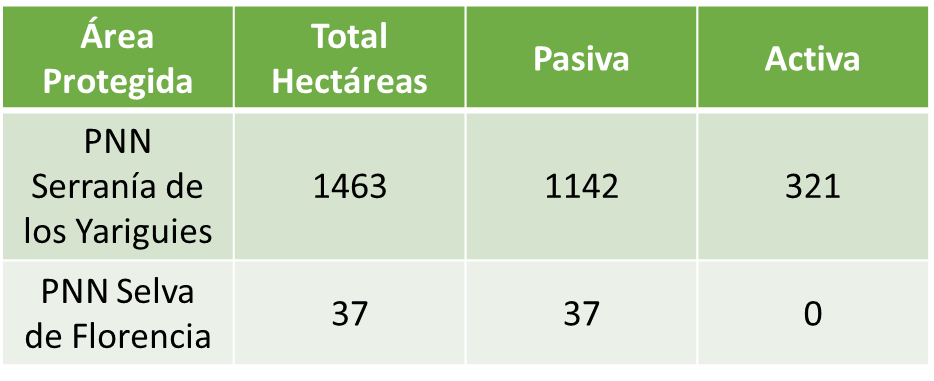 Área
Protegida
Total
Hectáreas
Pasiva
Activa
PNN
Serranía de
los Yariguies
1463
1142
321
PNN Selva
de Florencia
37
37
0